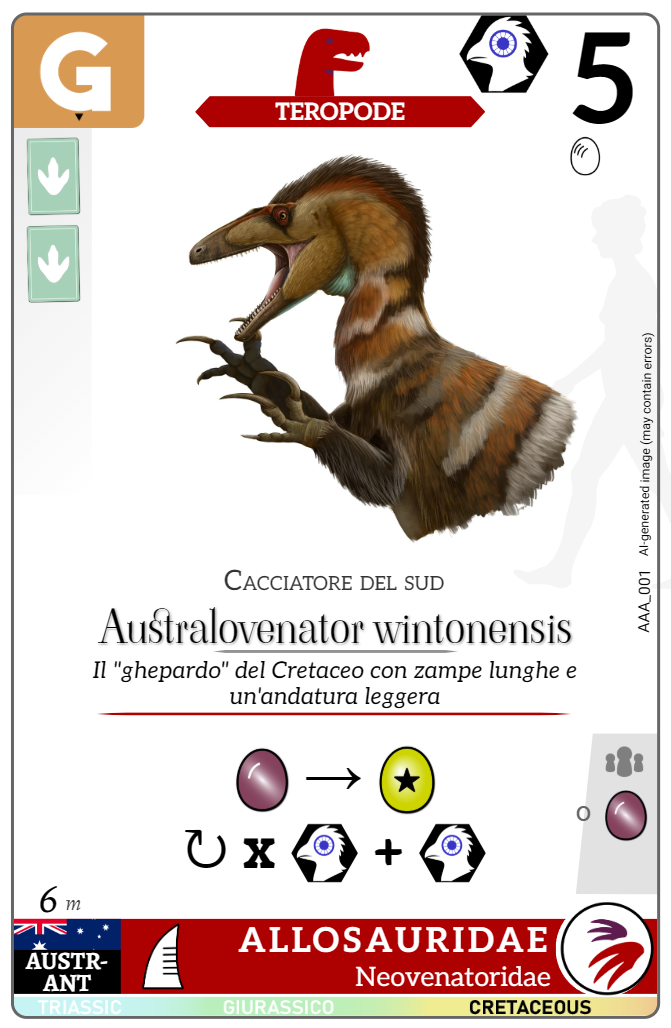 G
TEROPODE
5
AI-generated image (may contain errors)
AAA_001
Cacciatore del sud
Australovenator wintonensis
Il "ghepardo" del Cretaceo con zampe lunghe e
un'andatura leggera
o
x
+
6 m
AUSTR-
ANT
ALLOSAURIDAE
Neovenatoridae
TRIASSIC
GIURASSICO
CRETACEOUS